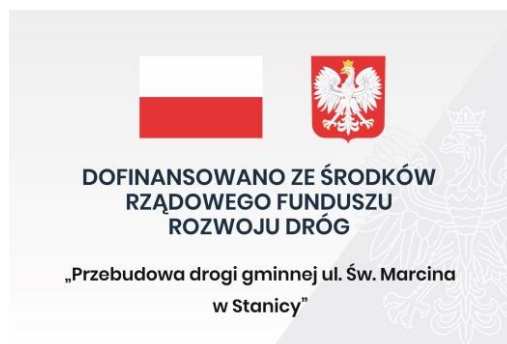 DOFINANSOWANO ZE ŚRODKÓW
RZĄDOWEGO FUNDUSZU
ROZWOJU DRÓG
„Przebudowa drogi gminnej ul. Św. Marcina
w Stanicy”